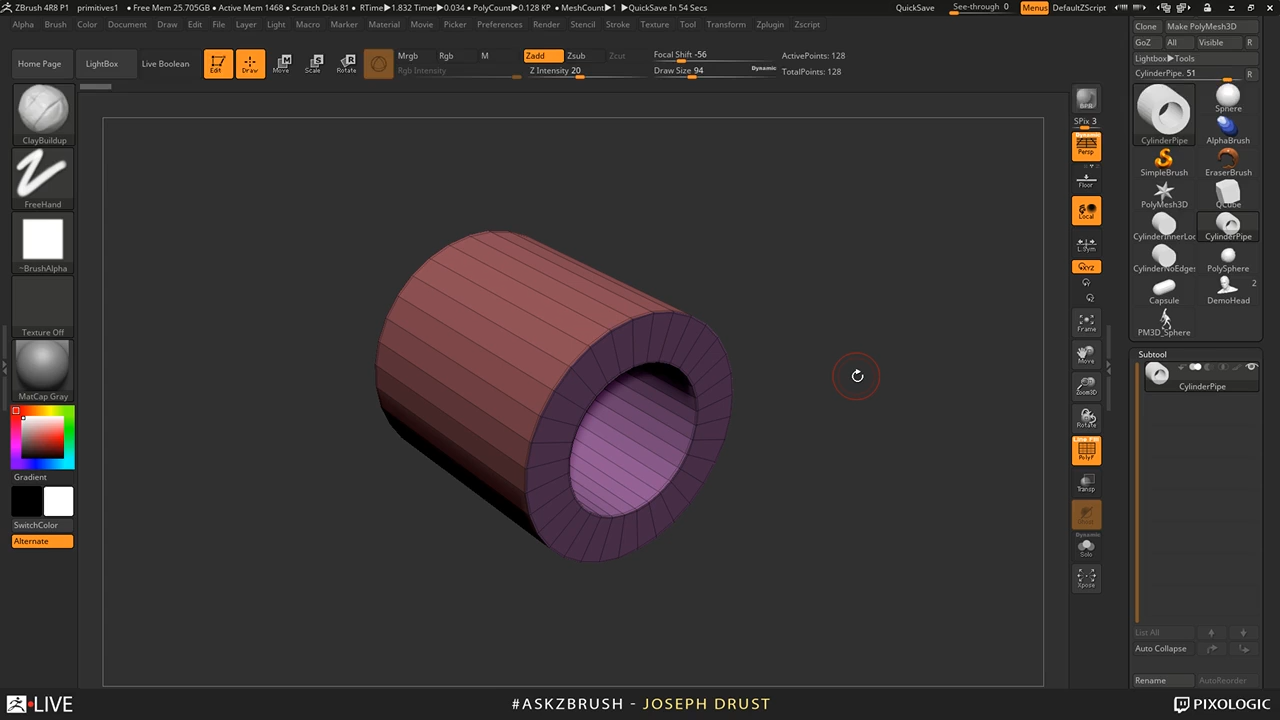 ZBrush 4R8 P1 primitives1 • Free Mem 25.705GB • Active Mem 1468 • Scratch Disk 81 • RTime▶1.832 Timer▶0.034 • PolyCount▶0.128 KP • MeshCount▶1 ▶QuickSave In 54 Secs QuickSave See-through 0 Menus DefaultZScript
Alpha Brush Color Document Draw Edit File Layer Light Macro Marker Material Movie Picker Preferences Render Stencil Stroke Texture Tool Transform Zplugin Zscript
Home Page LightBox Live Boolean Edit Draw Move Scale Rotate
Mrgb Rgb M
Rgb Intensity
Zadd Zsub Zcut
Z Intensity 20
Focal Shift -56
Draw Size 94 Dynamic
ActivePoints: 128
TotalPoints: 128
ClayBuildup
FreeHand
~BrushAlpha
Texture Off
MatCap Gray
Gradient
SwitchColor
Alternate
BPR
SPix 3
Dynamic
Persp
Floor
Local
L.Sym
XYZ
Frame
Move
Zoom3D
Rotate
Line Fill
PolyF
Transp
Ghost
Dynamic
Solo
Xpose
Clone Make PolyMesh3D
GoZ All Visible R
Lightbox▶Tools
CylinderPipe. 51 R
CylinderPipe
Sphere
AlphaBrush
SimpleBrush EraserBrush
PolyMesh3D QCube
CylinderInnerLoc CylinderPipe
CylinderNoEdges PolySphere
Capsule DemoHead 2
PM3D_Sphere
Subtool
CylinderPipe
List All
Auto Collapse
Rename AutoReorder
LIVE
#ASKZBRUSH - JOSEPH DRUST
PIXOLOGIC